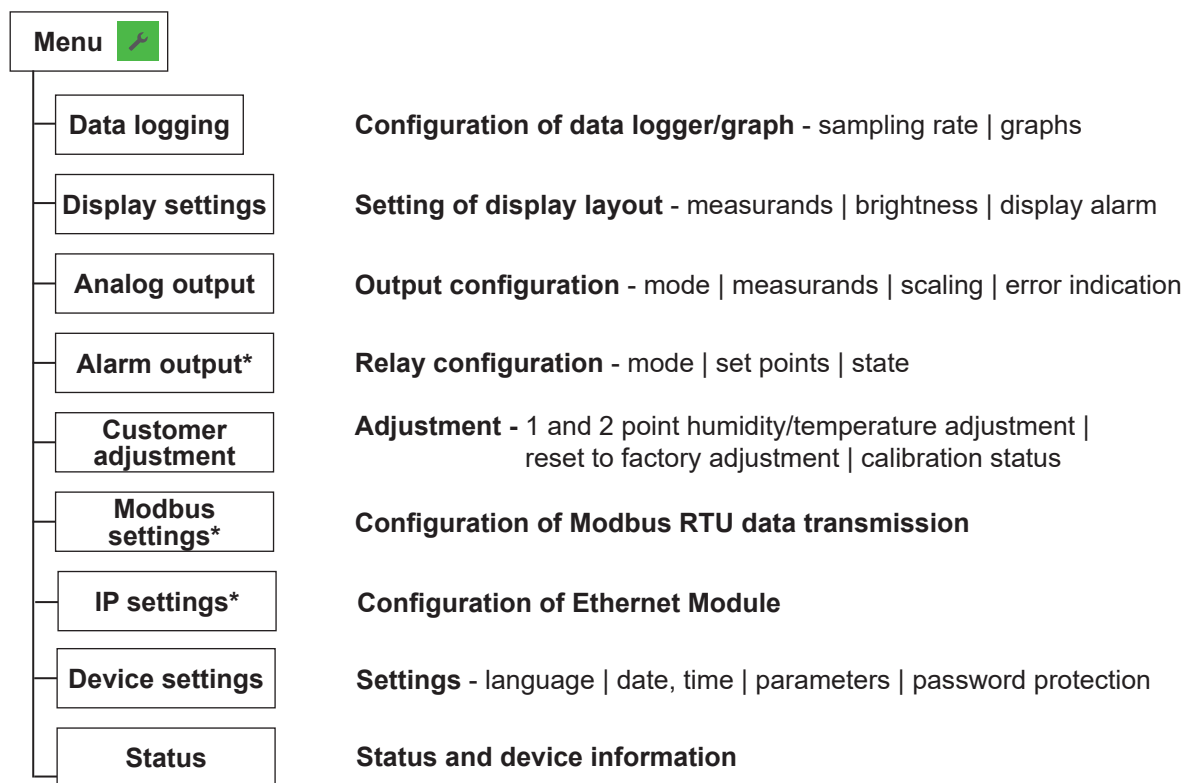 Menu
Data logging
Configuration of data logger/graph - sampling rate | graphs
Display settings
Setting of display layout - measurands | brightness | display alarm
Analog output
Output configuration - mode | measurands | scaling | error indication
Alarm output*
Relay configuration - mode | set points | state
Customer
adjustment
Adjustment - 1 and 2 point humidity/temperature adjustment |
reset to factory adjustment | calibration status
Modbus
settings*
Configuration of Modbus RTU data transmission
IP settings*
Configuration of Ethernet Module
Device settings
Settings - language | date, time | parameters | password protection
Status
Status and device information